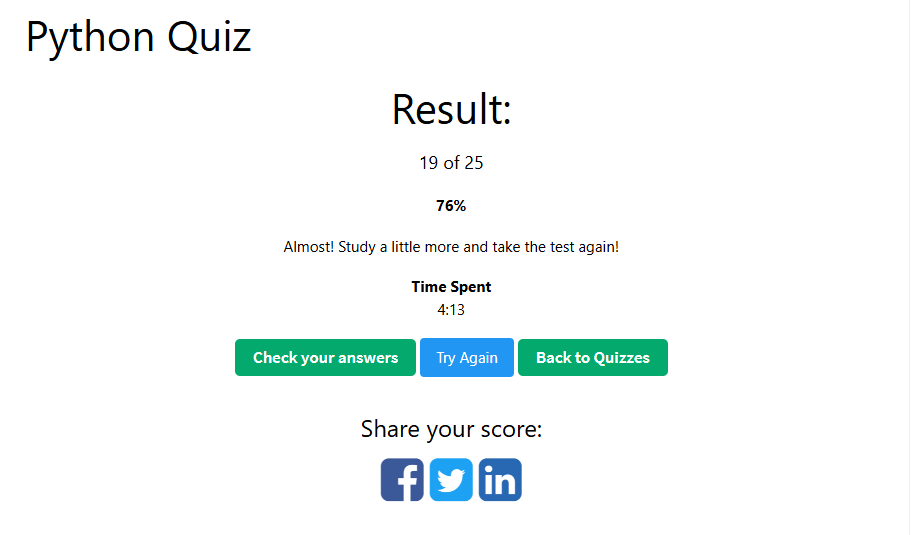 Python Quiz
Result:
19 of 25
76%
Almost! Study a little more and take the test again!
Time Spent
4:13
Check your answers Try Again Back to Quizzes
Share your score:
f in